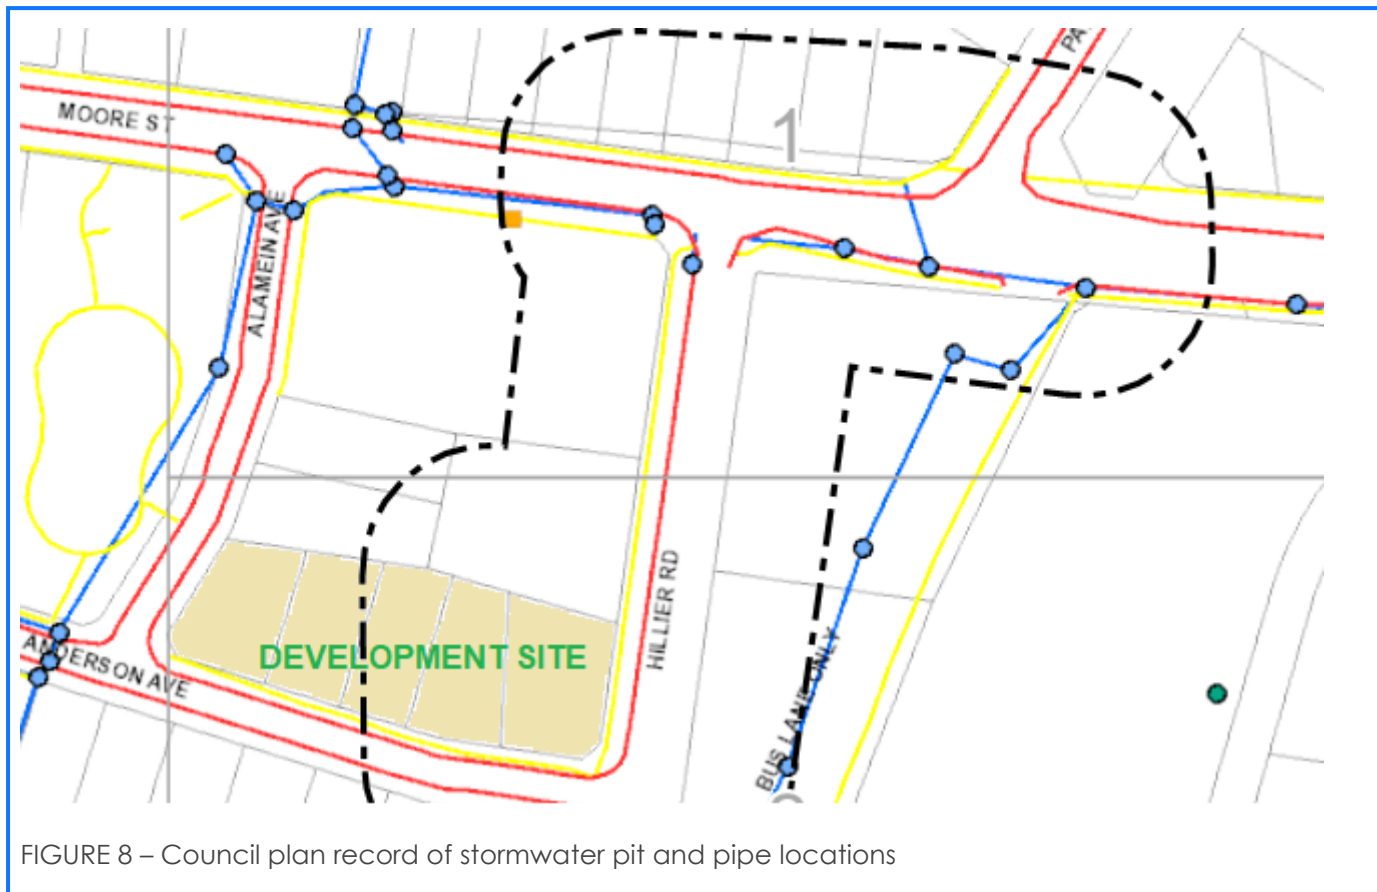 PA
MOORE ST
1
ALAMEIN AVE
HILLIER RD
DEVELOPMENT SITE
ANDERSON AVE
BUS LANE ONLY
FIGURE 8 – Council plan record of stormwater pit and pipe locations